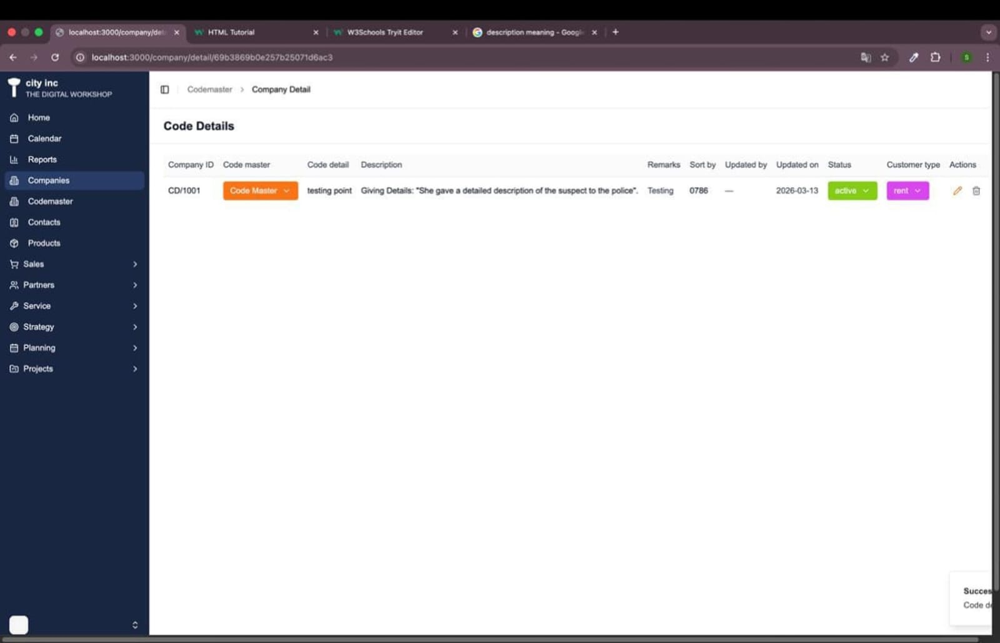 localhost:3000/company/det
HTML Tutorial
W3Schools Tryit Editor
description meaning - Googl
localhost:3000/company/detail/69b3869b0e257b25071d6ac3
S
city inc
THE DIGITAL WORKSHOP
Home
Calendar
Reports
Companies
Codemaster
Contacts
Products
Sales
Partners
Service
Strategy
Planning
Projects
Codemaster > Company Detail
Code Details
Company ID Code master Code detail Description Remarks Sort by Updated by Updated on Status Customer type Actions
CD/1001 Code Master testing point Giving Details: "She gave a detailed description of the suspect to the police". Testing 0786 — 2026-03-13 active rent
Succes
Code de